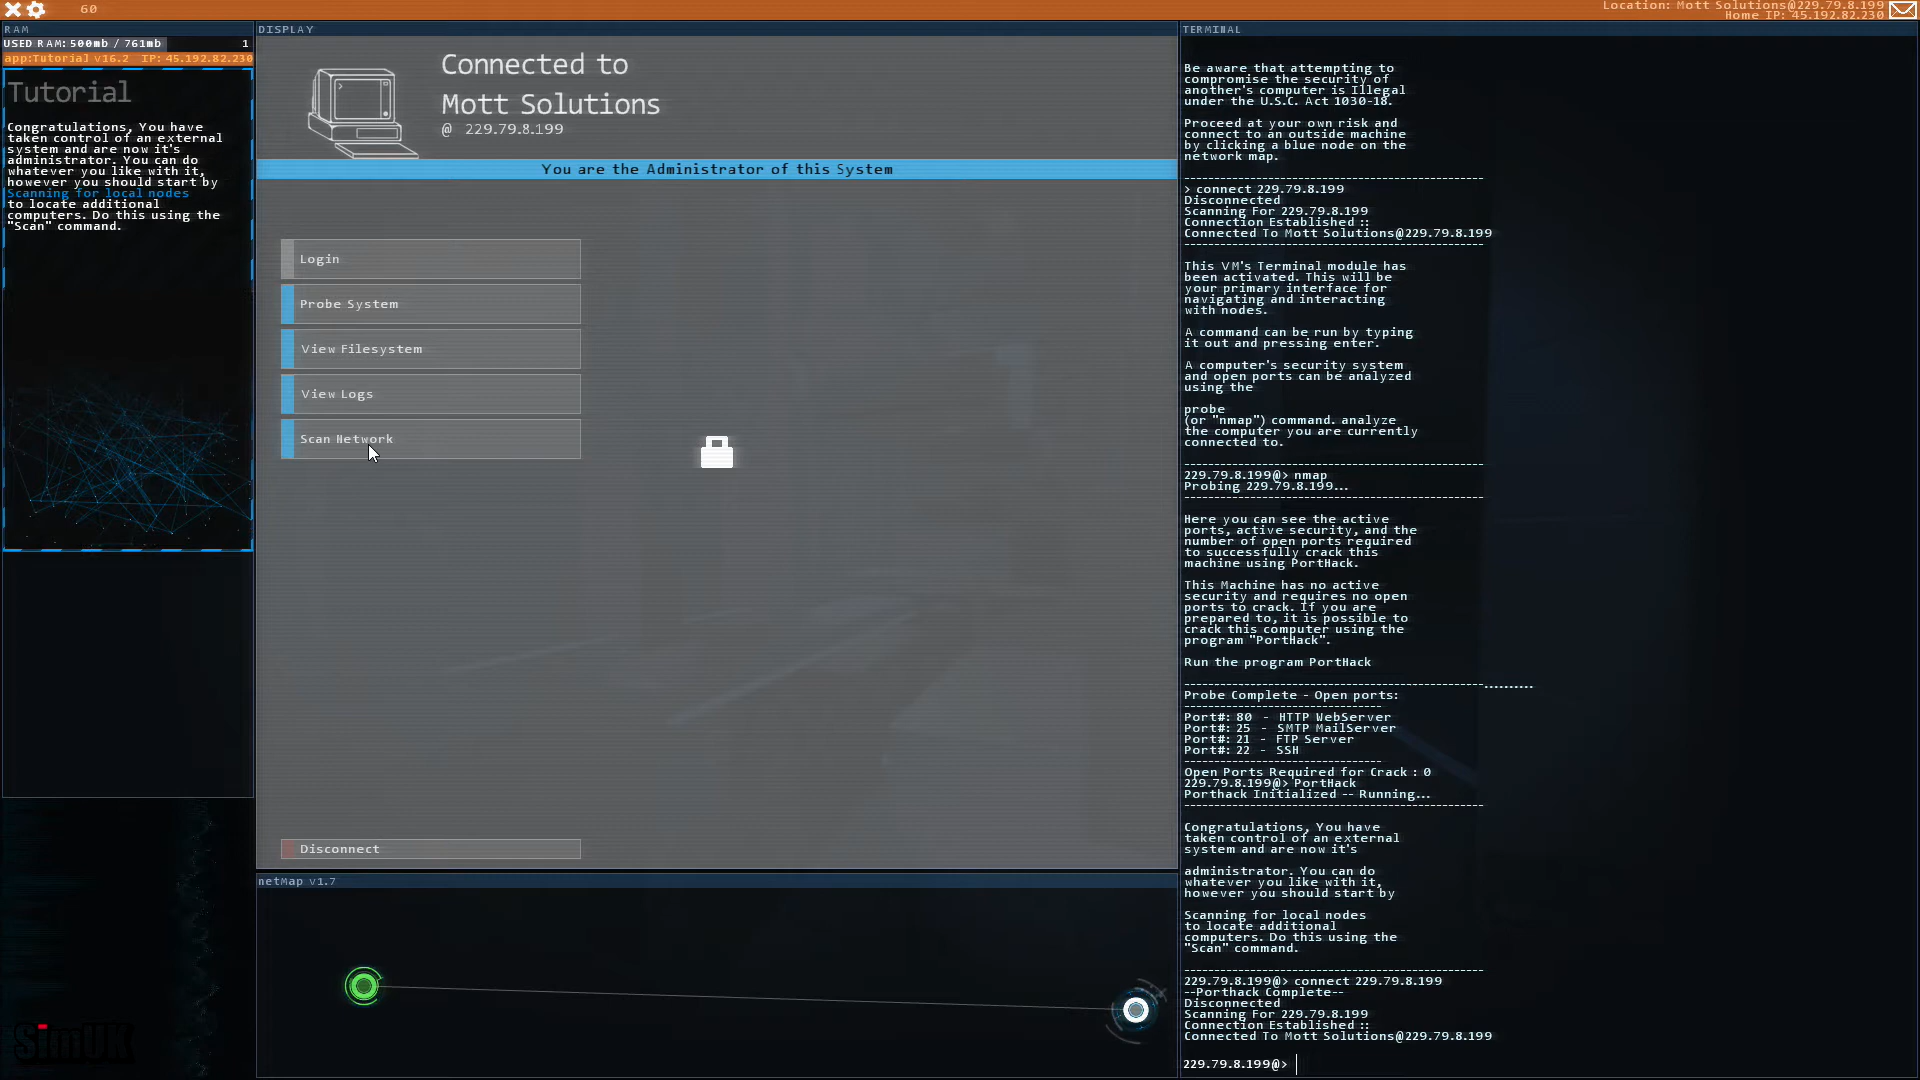 60
Location: Mott Solutions@229.79.8.199
Home IP: 45.192.82.230
RAM
USED RAM: 500mb / 761mb 1
app:Tutorial v16.2 IP: 45.192.82.230
Tutorial
Congratulations, You have
taken control of an external
system and are now it's
administrator. You can do
whatever you like with it,
however you should start by
Scanning for local nodes
to locate additional
computers. Do this using the
"Scan" command.
SimUK
DISPLAY
Connected to
Mott Solutions
@ 229.79.8.199
You are the Administrator of this System
Login
Probe System
View Filesystem
View Logs
Scan Network
Disconnect
netMap v1.7
TERMINAL
Be aware that attempting to
compromise the security of
another's computer is Illegal
under the U.S.C. Act 1030-18.
Proceed at your own risk and
connect to an outside machine
by clicking a blue node on the
network map.
--------------------------------------------------
> connect 229.79.8.199
Disconnected
Scanning For 229.79.8.199
Connection Established ::
Connected To Mott Solutions@229.79.8.199
--------------------------------------------------
This VM's Terminal module has
been activated. This will be
your primary interface for
navigating and interacting
with nodes.
A command can be run by typing
it out and pressing enter.
A computer's security system
and open ports can be analyzed
using the
probe
(or "nmap") command. analyze
the computer you are currently
connected to.
--------------------------------------------------
229.79.8.199@> nmap
Probing 229.79.8.199...
--------------------------------------------------
Here you can see the active
ports, active security, and the
number of open ports required
to successfully crack this
machine using PortHack.
This Machine has no active
security and requires no open
ports to crack. If you are
prepared to, it is possible to
crack this computer using the
program "PortHack".
Run the program PortHack
--------------------------------------------------..........
Probe Complete - Open ports:
---------------------------------
Port#: 80 - HTTP WebServer
Port#: 25 - SMTP MailServer
Port#: 21 - FTP Server
Port#: 22 - SSH
---------------------------------
Open Ports Required for Crack : 0
229.79.8.199@> PortHack
Porthack Initialized -- Running...
--------------------------------------------------
Congratulations, You have
taken control of an external
system and are now it's
administrator. You can do
whatever you like with it,
however you should start by
Scanning for local nodes
to locate additional
computers. Do this using the
"Scan" command.
--------------------------------------------------
229.79.8.199@> connect 229.79.8.199
--Porthack Complete--
Disconnected
Scanning For 229.79.8.199
Connection Established ::
Connected To Mott Solutions@229.79.8.199
229.79.8.199@>